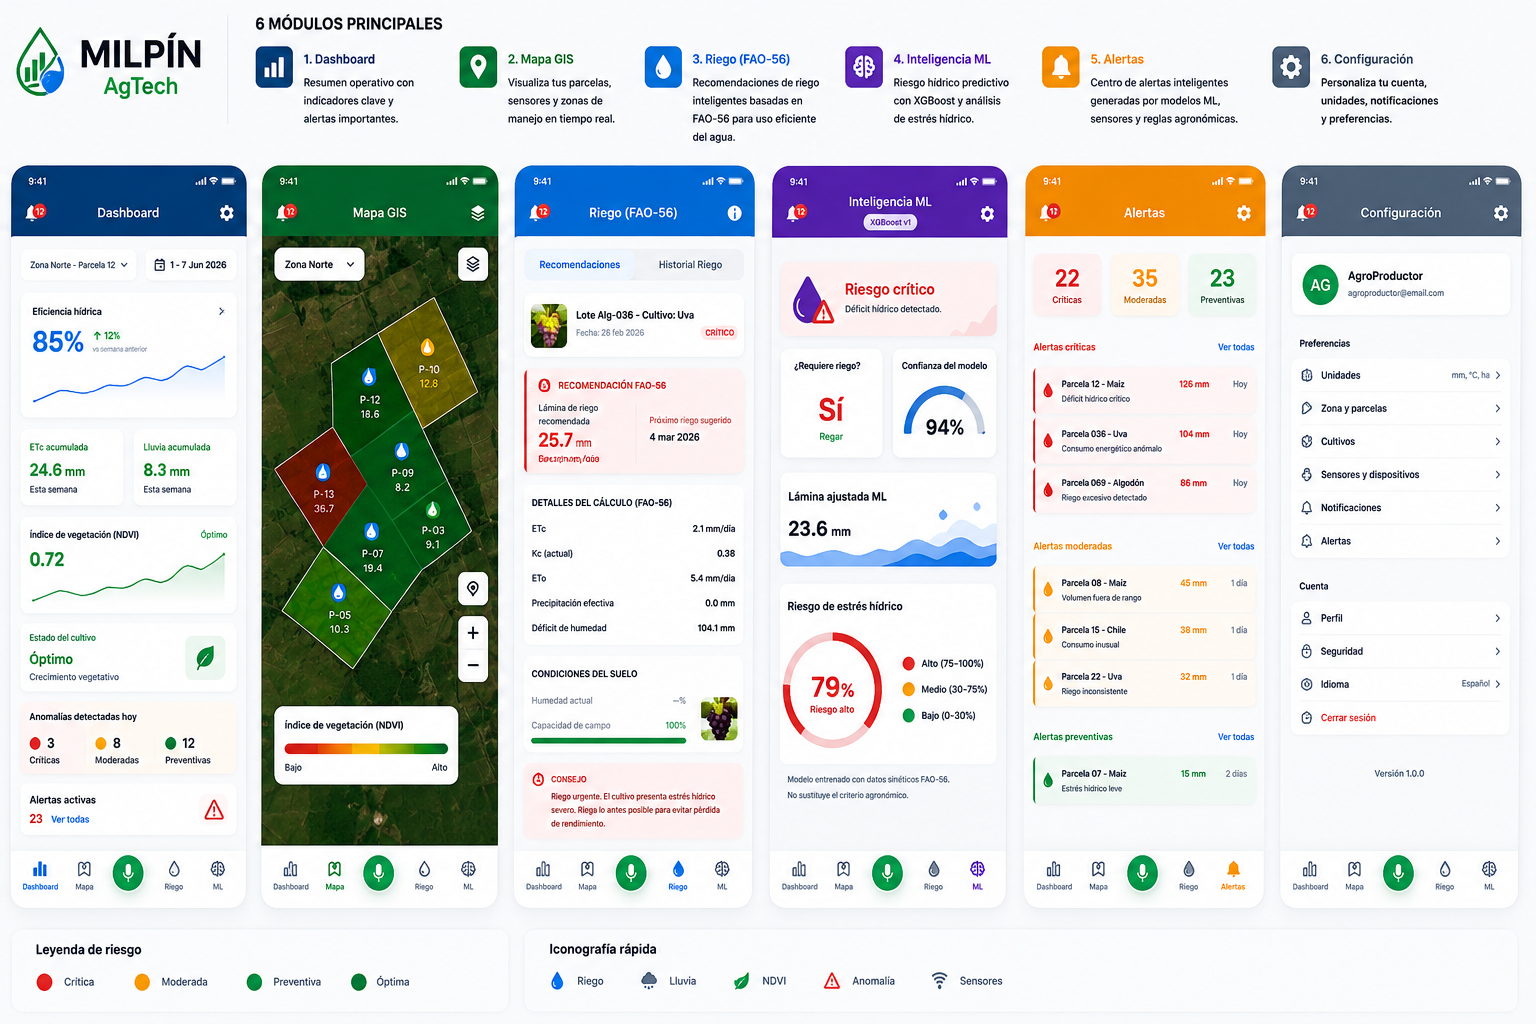 MILPÍN
AgTech
6 MÓDULOS PRINCIPALES
1. Dashboard
Resumen operativo con
indicadores clave y
alertas importantes.
2. Mapa GIS
Visualiza tus parcelas,
sensores y zonas de
manejo en tiempo real.
3. Riego (FAO-56)
Recomendaciones de riego
inteligentes basadas en
FAO-56 para uso eficiente
del agua.
4. Inteligencia ML
Riesgo hídrico predictivo
con XGBoost y análisis
de estrés hídrico.
5. Alertas
Centro de alertas inteligentes
generadas por modelos ML,
sensores y reglas agronómicas.
6. Configuración
Personaliza tu cuenta,
unidades, notificaciones
y preferencias.
9:41
12
Dashboard
Zona Norte - Parcela 12
1 - 7 Jun 2026
Eficiencia hídrica
85%
↑ 12%
vs semana anterior
ETc acumulada
24.6 mm
Esta semana
Lluvia acumulada
8.3 mm
Esta semana
Índice de vegetación (NDVI)
Óptimo
0.72
Estado del cultivo
Óptimo
Crecimiento vegetativo
Anomalías detectadas hoy
3
Críticas
8
Moderadas
12
Preventivas
Alertas activas
23 Ver todas
Dashboard
Mapa
Riego
ML
9:41
12
Mapa GIS
Zona Norte
P-10
12.8
P-12
18.6
P-09
8.2
P-13
36.7
P-03
9.1
P-07
19.4
P-05
10.3
índice de vegetación (NDVI)
Bajo
Alto
Dashboard
Mapa
Riego
ML
9:41
12
Riego (FAO-56)
Recomendaciones
Historial Riego
Lote Alg-036 - Cultivo: Uva
Fecha: 26 feb 2026
CRÍTICO
RECOMENDACIÓN FAO-56
Lámina de riego
recomendada
25.7 mm
Próximo riego sugerido
4 mar 2026
DETALLES DEL CÁLCULO (FAO-56)
ETc
2.1 mm/día
Kc (actual)
0.38
ETo
5.4 mm/día
Precipitación efectiva
0.0 mm
Déficit de humedad
104.1 mm
CONDICIONES DEL SUELO
Humedad actual
--%
Capacidad de campo
100%
CONSEJO
Riego urgente. El cultivo presenta estrés hídrico
severo. Riega lo antes posible para evitar pérdida
de rendimiento.
Dashboard
Mapa
Riego
ML
9:41
12
Inteligencia ML
XGBoost v1
Riesgo crítico
Déficit hídrico detectado.
¿Requiere riego?
Sí
Regar
Confianza del modelo
94%
Lámina ajustada ML
23.6 mm
Riesgo de estrés hídrico
79%
Riesgo alto
Alto (75-100%)
Medio (30-75%)
Bajo (0-30%)
Modelo entrenado con datos sinéticos FAO-56.
No sustituye el criterio agronómico.
Dashboard
Mapa
Riego
ML
9:41
Alertas
22
Críticas
35
Moderadas
23
Preventivas
Alertas críticas
Ver todas
Parcela 12 - Maíz
126 mm
Hoy
Déficit hídrico crítico
Parcela 036 - Uva
104 mm
Hoy
Consumo energético anómalo
Parcela 069 - Algodón
86 mm
Hoy
Riego excesivo detectado
Alertas moderadas
Ver todas
Parcela 08 - Maíz
45 mm
1 día
Volumen fuera de rango
Parcela 15 - Chile
36 mm
1 día
Consumo inusual
Parcela 22 - Uva
32 mm
1 día
Riego inconsistente
Alertas preventivas
Ver todas
Parcela 07 - Maíz
15 mm
2 días
Estrés hídrico leve
Dashboard
Mapa
Riego
Alertas
9:41
12
Configuración
AG
AgroProductor
agroproductor@email.com
Preferencias
Unidades
mm, °C, ha
Zona y parcelas
Cultivos
Sensores y dispositivos
Notificaciones
Alertas
Cuenta
Perfil
Seguridad
Idioma
Español
Cerrar sesión
Versión 1.0.0
Dashboard
Mapa
Riego
ML
Leyenda de riesgo
Crítica
Moderada
Preventiva
Óptima
Iconografía rápida
Riego
Lluvia
NDVI
Anomalía
Sensores